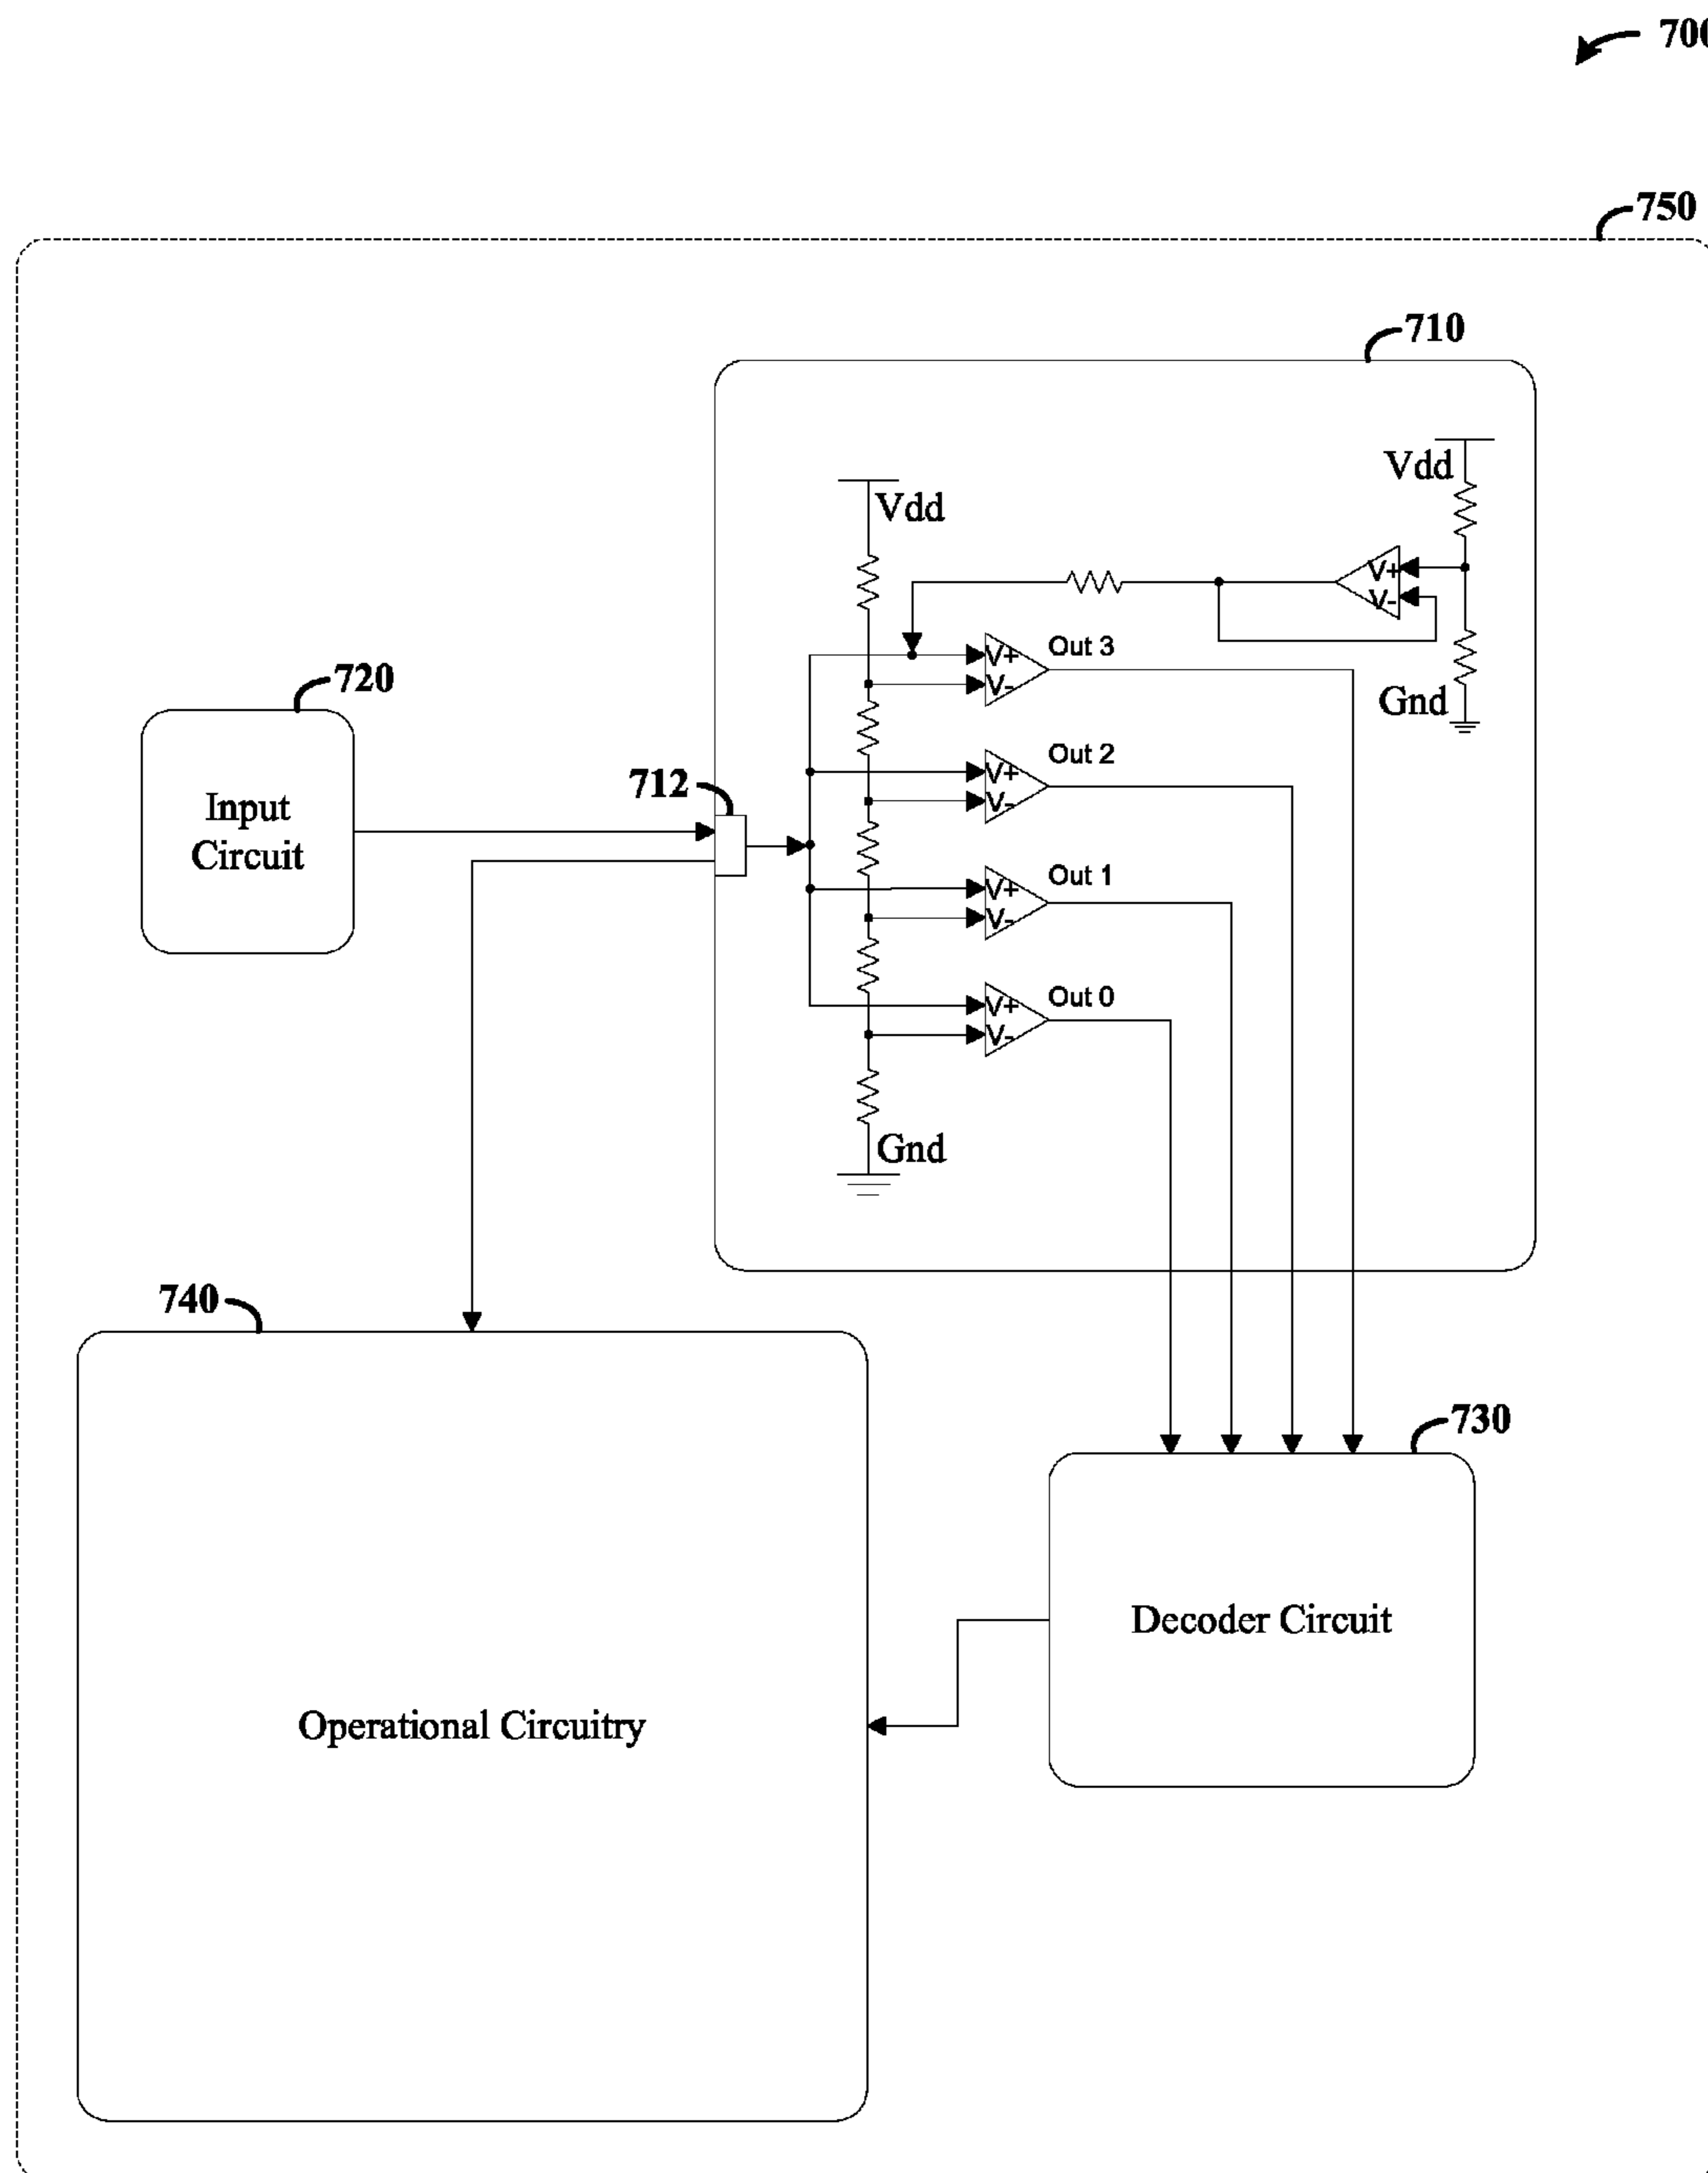 700
750
710
Vdd
Vdd
V+
V-
Out 3
V+
V-
Gnd
720
Out 2
712
V+
V-
Input
Circuit
Out 1
V+
V-
Out 0
V+
V-
Gnd
740
730
Decoder Circuit
Operational Circuitry